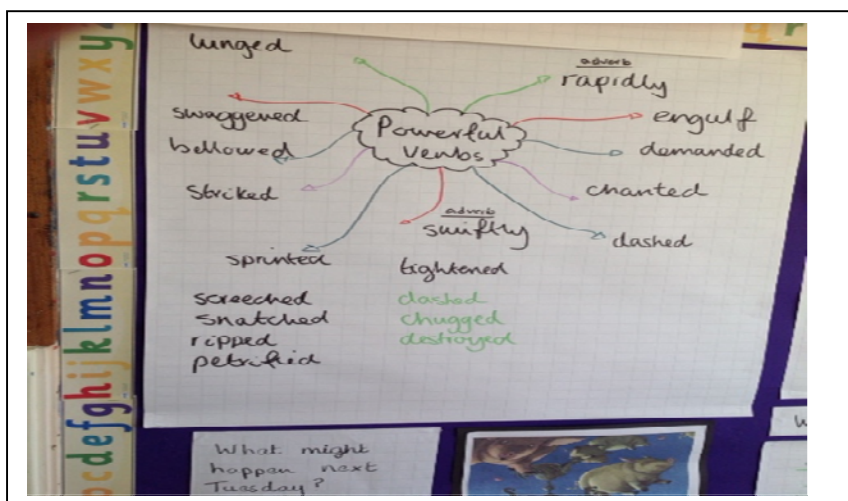 lunged
adverb
rapidly
swaggered
Powerful
Verbs
engulf
bellowed
demanded
striked
chanted
adverb
swiftly
dashed
sprinted
tightened
screeched
dashed
snatched
chugged
ripped
destroyed
petrified
What might
happen next
Tuesday?
c d e f g h i j k l m n o p q r s t u v w x y